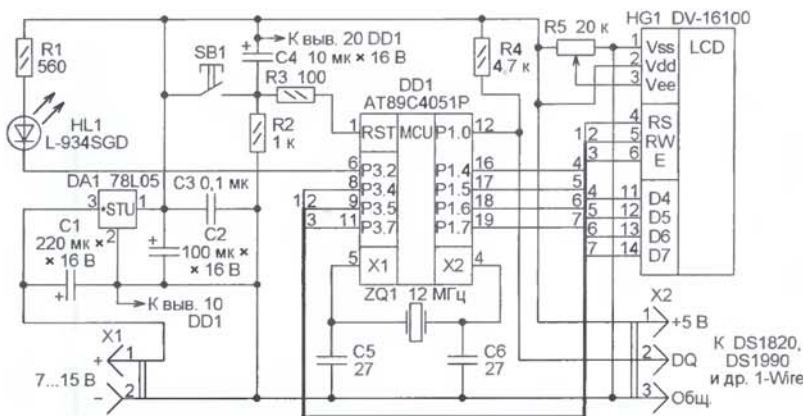 R1
560
HL1
L-934SGD
SB1
К выв. 20 DD1
C4 10 мк × 16 В
R3 100
R2
1 к
R4
4,7 к
R5 20 к
HG1 DV-16100
1 Vss LCD
2 Vdd
3 Vee
4 RS
1 5 RW
2
3 6 E
4 11 D4
5 12 D5
6 13 D6
7 14 D7
DD1
AT89C4051P
1 RST MCU P1.0 12
6 P3.2 P1.4 16 4
8 P3.4 P1.5 17 5
1 2 9 P3.5 P1.6 18 6
3 11 P3.7 P1.7 19 7
5 X1 X2 4
ZQ1 12 МГц
C5
27
C6
27
DA1 78L05
3 *STU 1
2
C3 0,1 мк
C2
100 мк ×
× 16 В
C1
220 мк ×
× 16 В
К выв. 10
DD1
X1
+ 1
7...15 В
– 2
X2
1 +5 В
2 DQ
3 Общ.
К DS1820,
DS1990
и др. 1-Wire